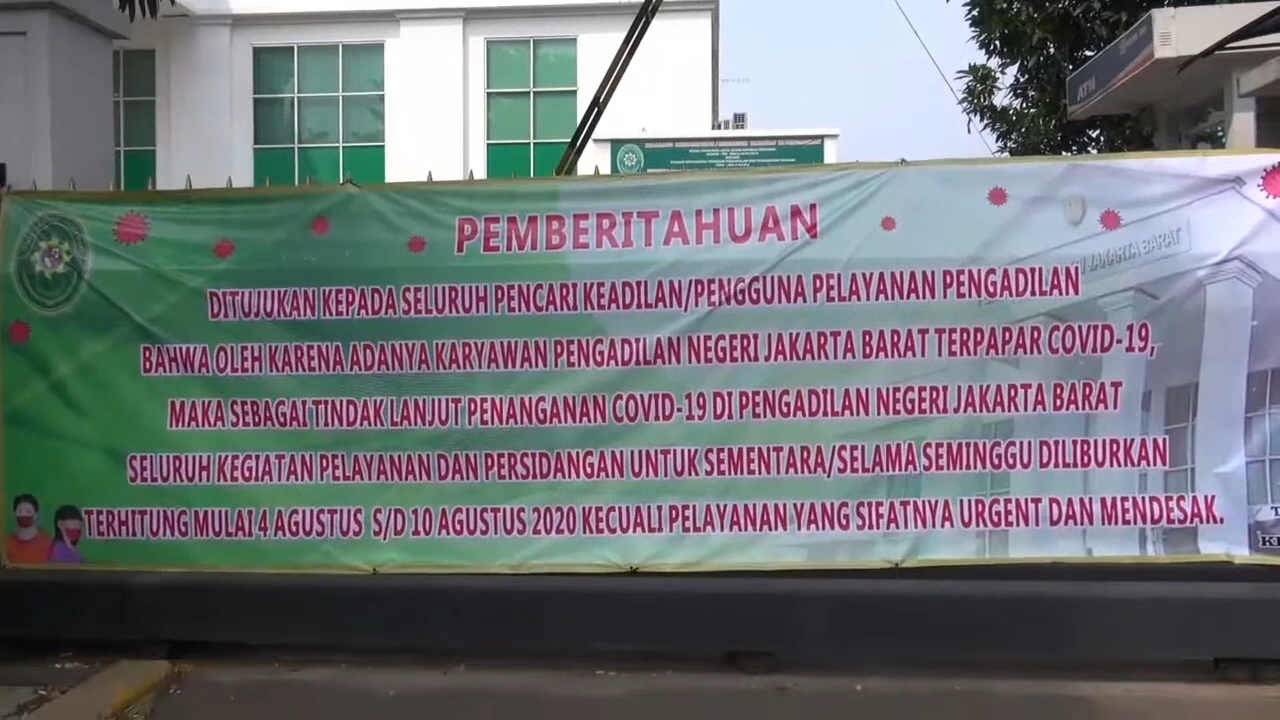 ATM
PEMBERITAHUAN
DITUJUKAN KEPADA SELURUH PENCARI KEADILAN/PENGGUNA PELAYANAN PENGADILAN
BAHWA OLEH KARENA ADANYA KARYAWAN PENGADILAN NEGERI JAKARTA BARAT TERPAPAR COVID-19,
MAKA SEBAGAI TINDAK LANJUT PENANGANAN COVID-19 DI PENGADILAN NEGERI JAKARTA BARAT
SELURUH KEGIATAN PELAYANAN DAN PERSIDANGAN UNTUK SEMENTARA/SELAMA SEMINGGU DILIBURKAN
TERHITUNG MULAI 4 AGUSTUS S/D 10 AGUSTUS 2020 KECUALI PELAYANAN YANG SIFATNYA URGENT DAN MENDESAK.
JAKARTA BARAT